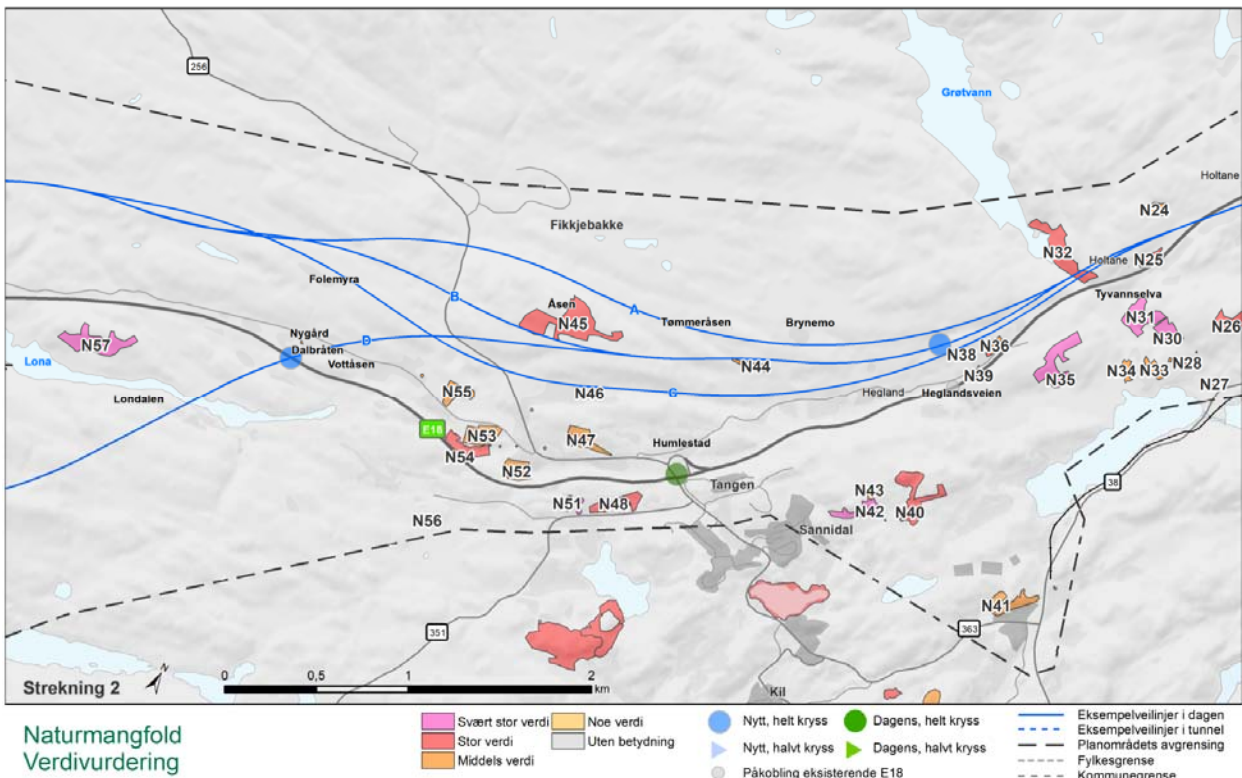 256
Grøtvann
Holtane
Fikkjebakke
N24
N32
Holtane
N25
Folemyra
B
Åsen
A
N45
Tømmeråsen
Brynemo
Tyvannselva
N31
N30
N26
N57
Nygård
D
Dalbråten
Vottåsen
N38
N36
N44
N39
N35
N34
N33
N28
N27
Lona
Londalen
N55
N46
C
Hegland
Heglandsveien
E18
N53
N47
Humlestad
N54
N52
Tangen
38
N51
N48
N43
N42
N40
N56
Sannidal
N41
351
363
Strekning 2
N
0
0,5
1
2
km
Kil
Naturmangfold
Verdivurdering
Svært stor verdi
Stor verdi
Middels verdi
Noe verdi
Uten betydning
Nytt, helt kryss
Nytt, halvt kryss
Påkobling eksisterende E18
Dagens, helt kryss
Dagens, halvt kryss
Eksempelveilinjer i dagen
Eksempelveilinjer i tunnel
Planområdets avgrensing
Fylkesgrense
Kommunegrense